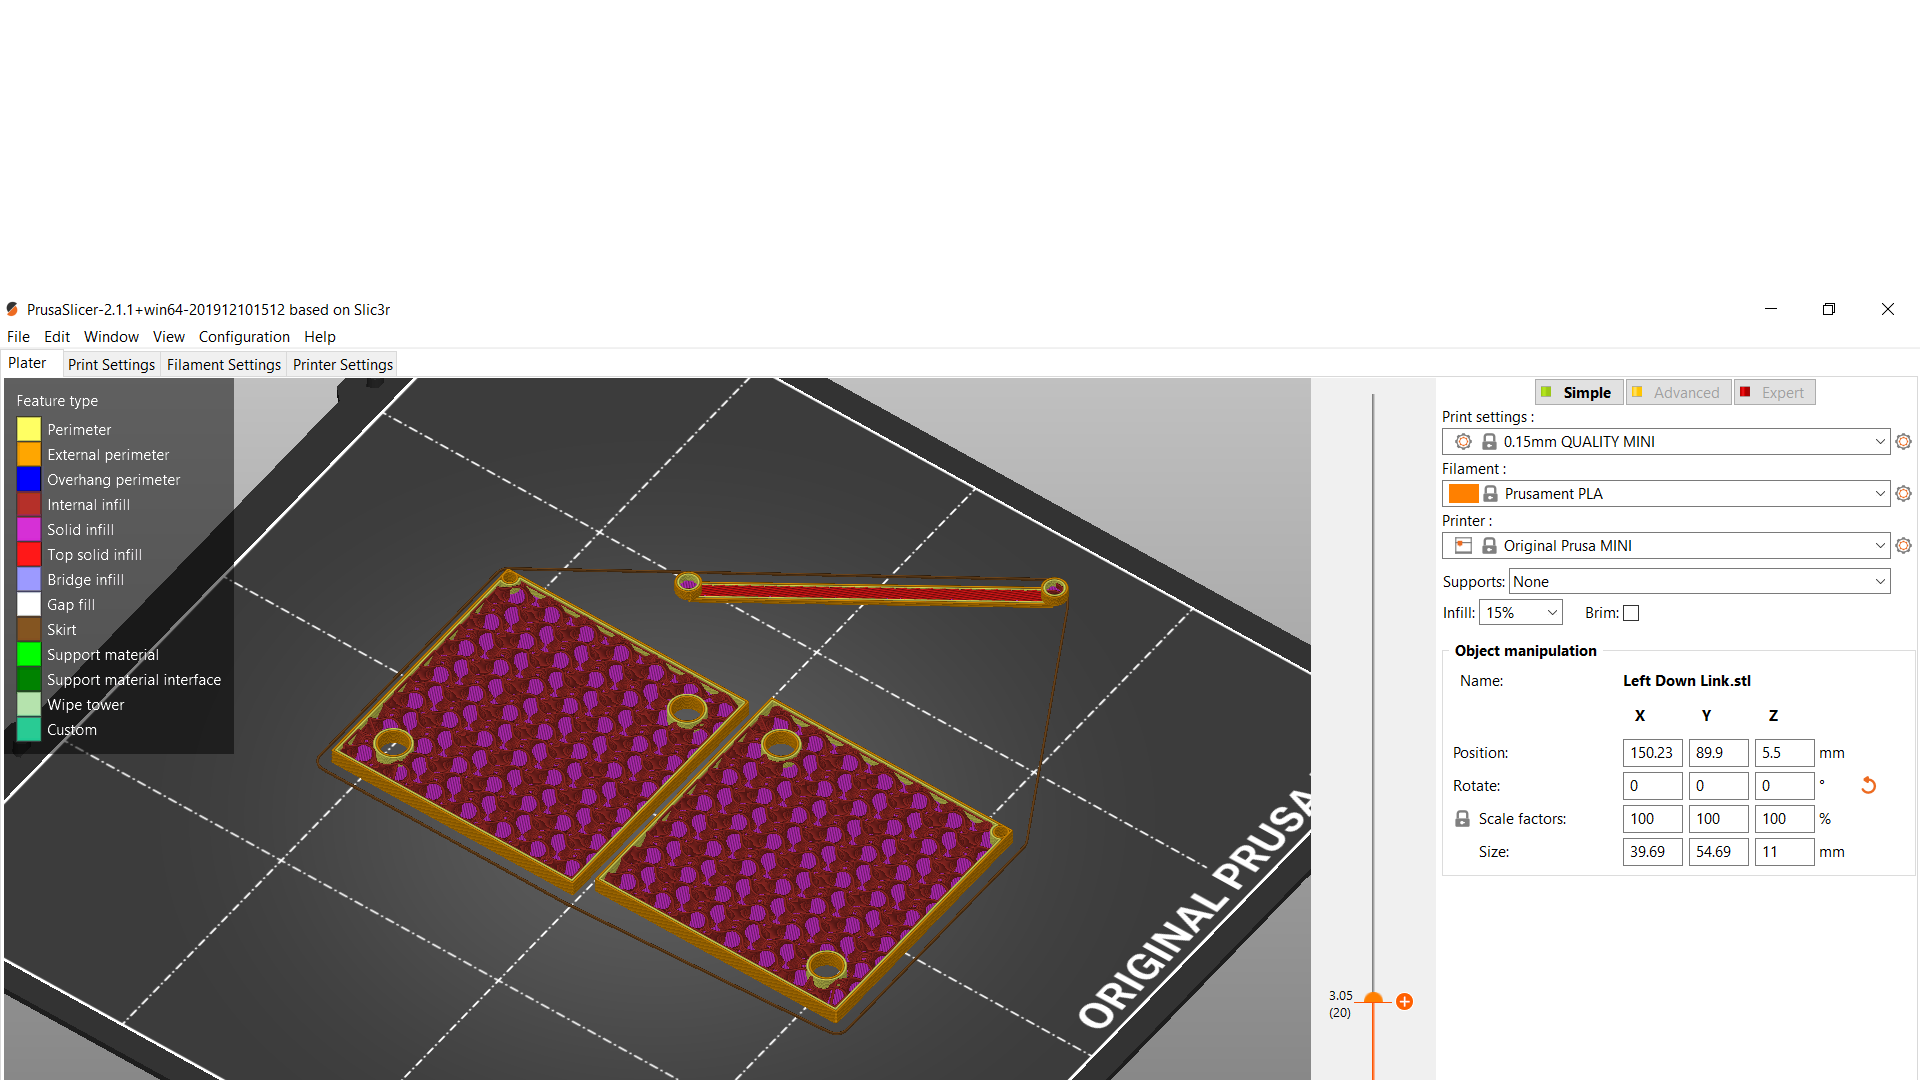 PrusaSlicer-2.1.1+win64-201912101512 based on Slic3r
File Edit Window View Configuration Help
Plater Print Settings Filament Settings Printer Settings
Feature type
Perimeter
External perimeter
Overhang perimeter
Internal infill
Solid infill
Top solid infill
Bridge infill
Gap fill
Skirt
Support material
Support material interface
Wipe tower
Custom
ORIGINAL PRUSA
3.05
(20)
Simple Advanced Expert
Print settings :
0.15mm QUALITY MINI
Filament :
Prusament PLA
Printer :
Original Prusa MINI
Supports: None
Infill: 15% Brim:
Object manipulation
Name: Left Down Link.stl
X Y Z
Position: 150.23 89.9 5.5 mm
Rotate: 0 0 0 °
Scale factors: 100 100 100 %
Size: 39.69 54.69 11 mm